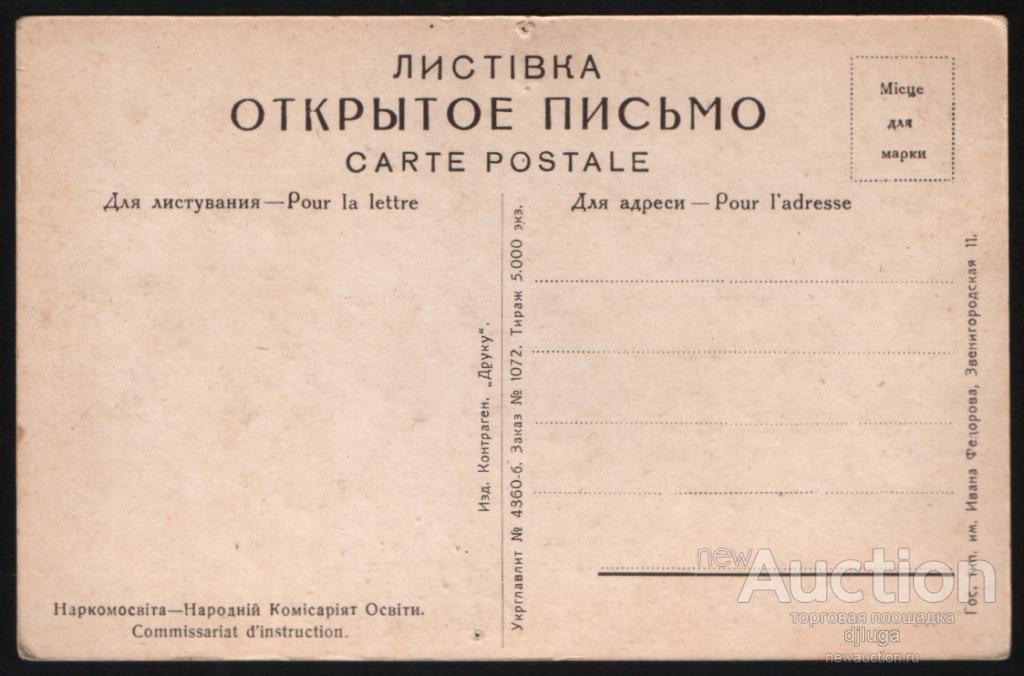 ЛИСТІВКА
ОТКРЫТОЕ ПИСЬМО
CARTE POSTALE
Місце
для
марки
Для листування—Pour la lettre
Для адреси — Pour l'adresse
Изд. Контраген. „Друку“.
Укрглавлит № 4360-б. Заказ № 1072. Тираж 5.000 экз.
Гос. тип. им. Ивана Федорова, Звенигородская 11.
Наркомосвіта—Народній Комісаріят Освіти.
Commissariat d'instruction.
newAuction
торговая площадка
djluga
newauction.ru